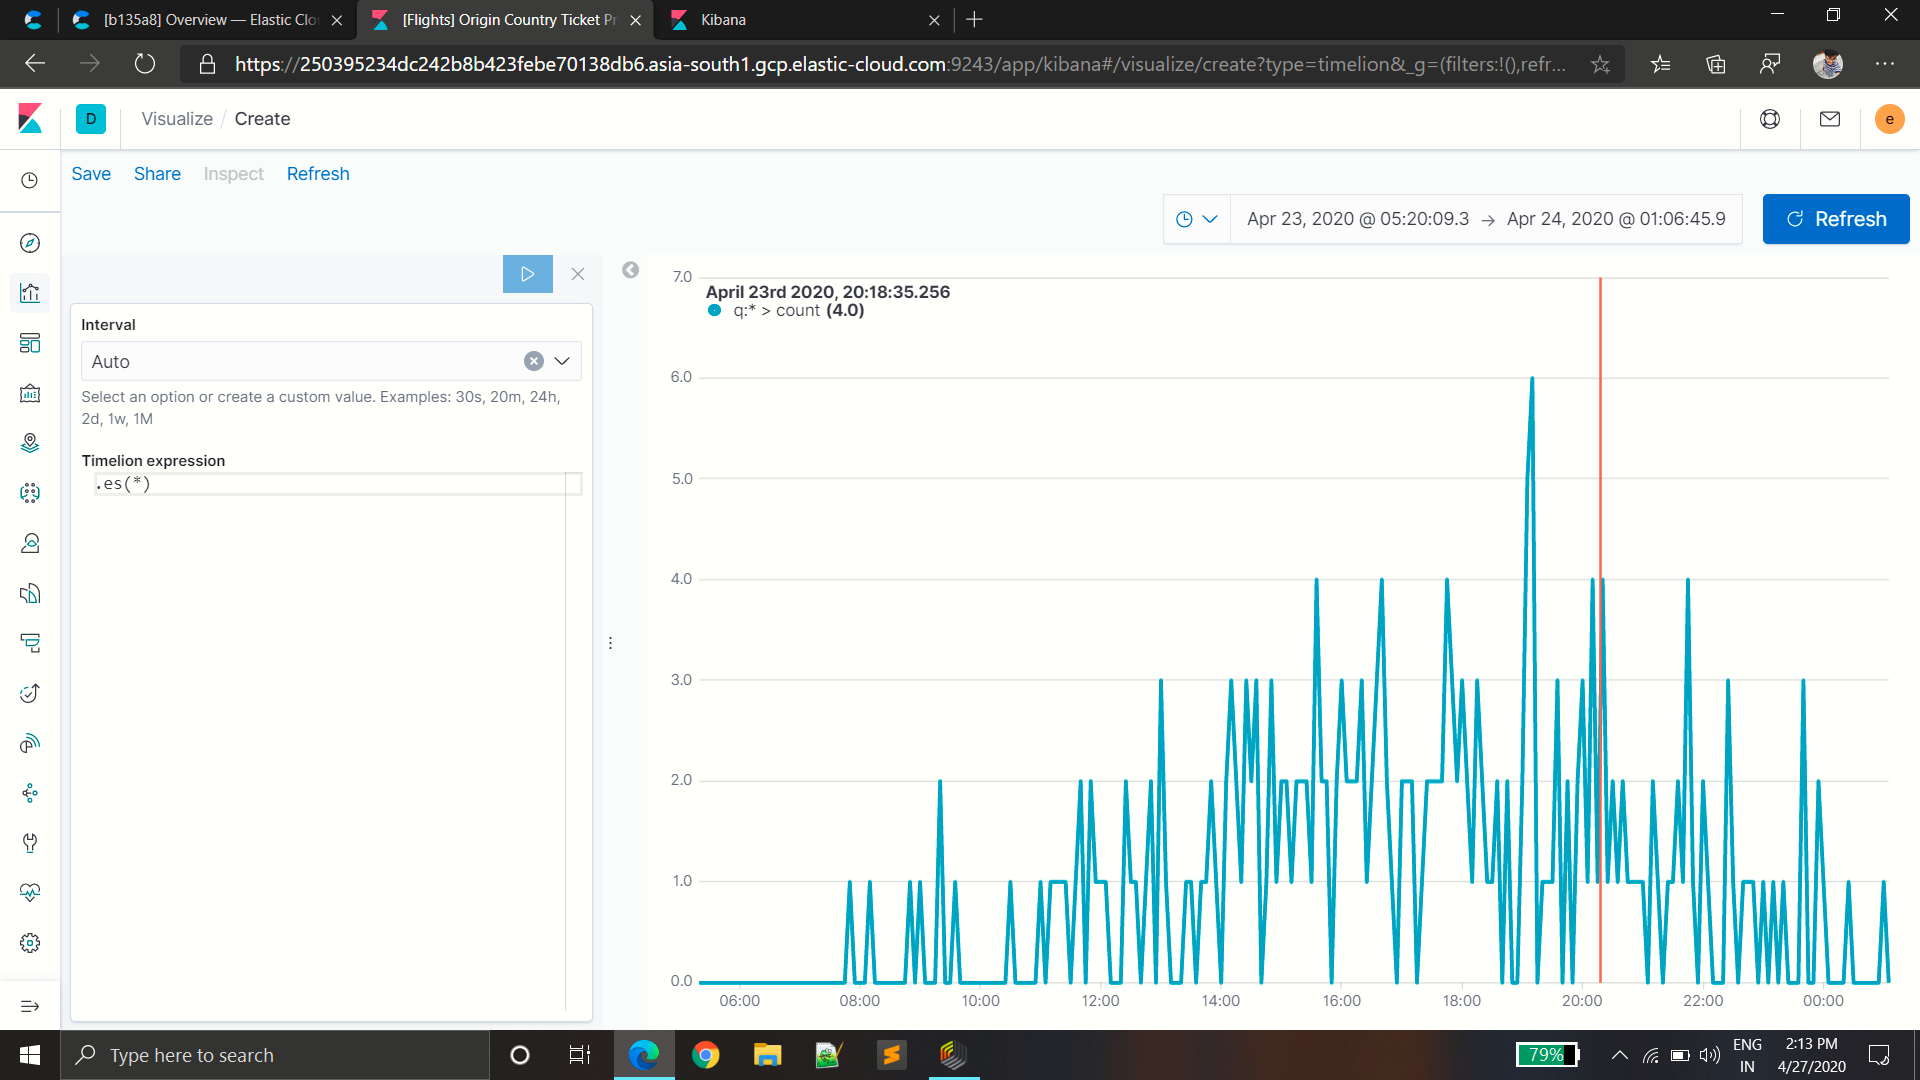 [b135a8] Overview — Elastic Clo
[Flights] Origin Country Ticket Pr
Kibana
https://250395234dc242b8b423febe70138db6.asia-south1.gcp.elastic-cloud.com:9243/app/kibana#/visualize/create?type=timelion&_g=(filters:!(),refr...
D
Visualize / Create
e
Save Share Inspect Refresh
Apr 23, 2020 @ 05:20:09.3 → Apr 24, 2020 @ 01:06:45.9
Refresh
Interval
Auto
Select an option or create a custom value. Examples: 30s, 20m, 24h,
2d, 1w, 1M
Timelion expression
.es(*)
April 23rd 2020, 20:18:35.256
q:* > count (4.0)
7.0
6.0
5.0
4.0
3.0
2.0
1.0
0.0
06:00 08:00 10:00 12:00 14:00 16:00 18:00 20:00 22:00 00:00
Type here to search
79%
ENG
IN
2:13 PM
4/27/2020